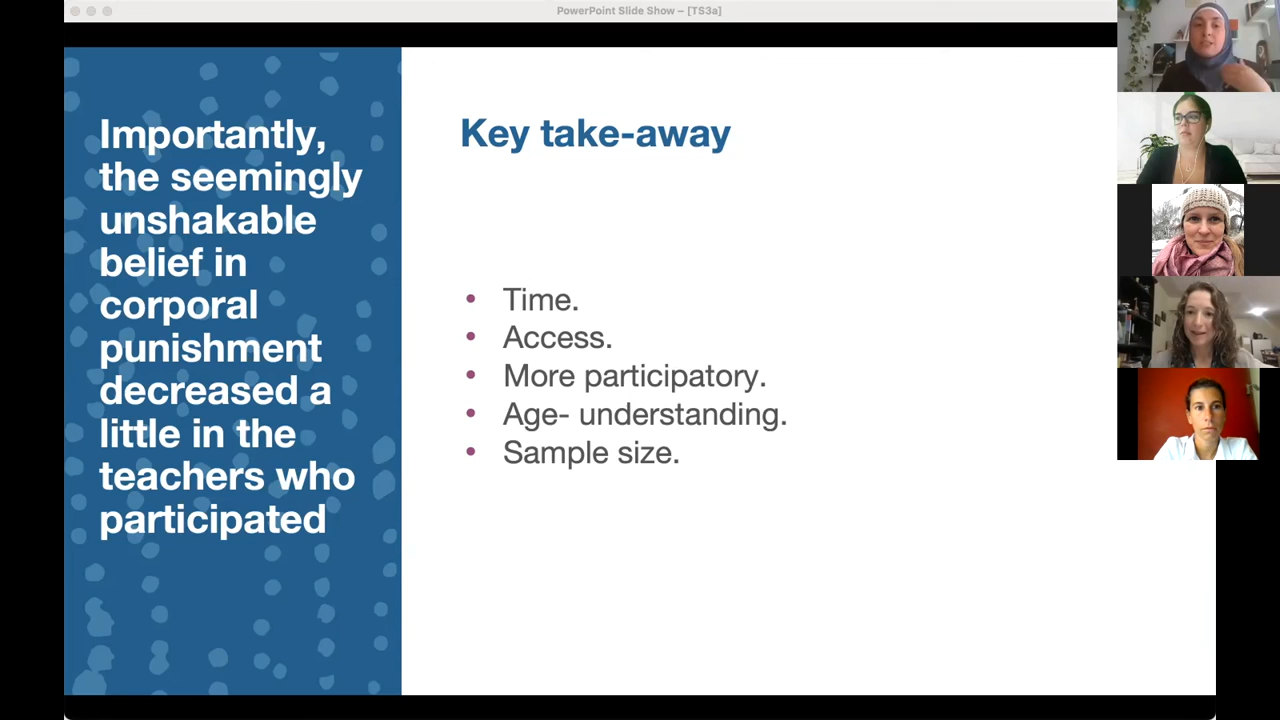 PowerPoint Slide Show – [TS3a]
Importantly,
the seemingly
unshakable
belief in
corporal
punishment
decreased a
little in the
teachers who
participated
Key take-away
• Time.
• Access.
• More participatory.
• Age- understanding.
• Sample size.